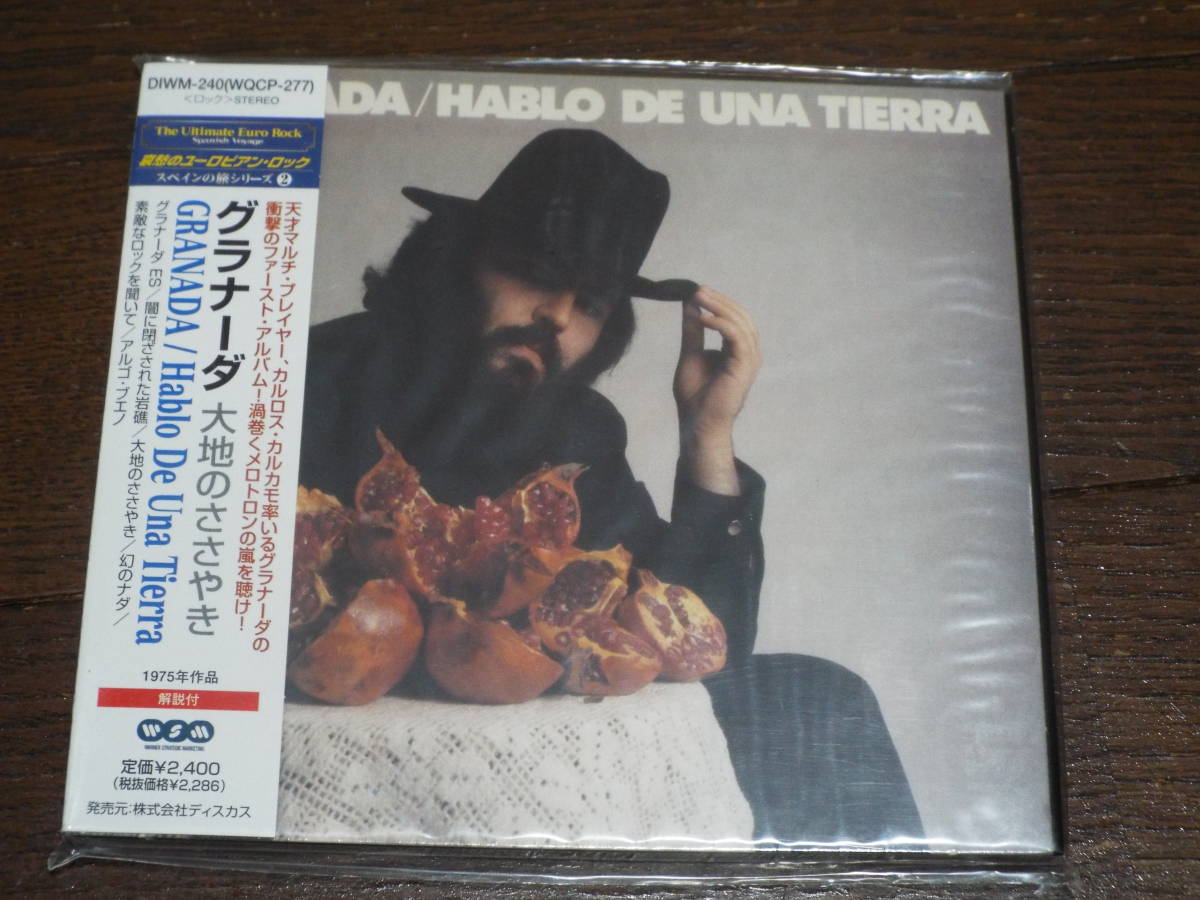 DIWM-240(WQCP-277)
<ロック>STEREO
The Ultimate Euro Rock
Spanish Voyage
哀愁のユーロピアン・ロック
スペインの旅シリーズ2
天才マルチ・プレイヤー、カルロス・カルカモ率いるグラナーダの
衝撃のファースト・アルバム!渦巻くメロトロンの嵐を聴け!
グラナーダ 大地のささやき
GRANADA / Hablo De Una Tierra
グラナーダ ES/闇に閉ざされた岩礁/大地のささやき/幻のナダ/
素敵なロックを聞いて/アルゴ・ブエノ
1975年作品
解説付
WSM
WARNER STRATEGIC MARKETING
定価¥2,400
(税抜価格¥2,286)
発売元:株式会社ディスカス
ADA/HABLO DE UNA TIERRA